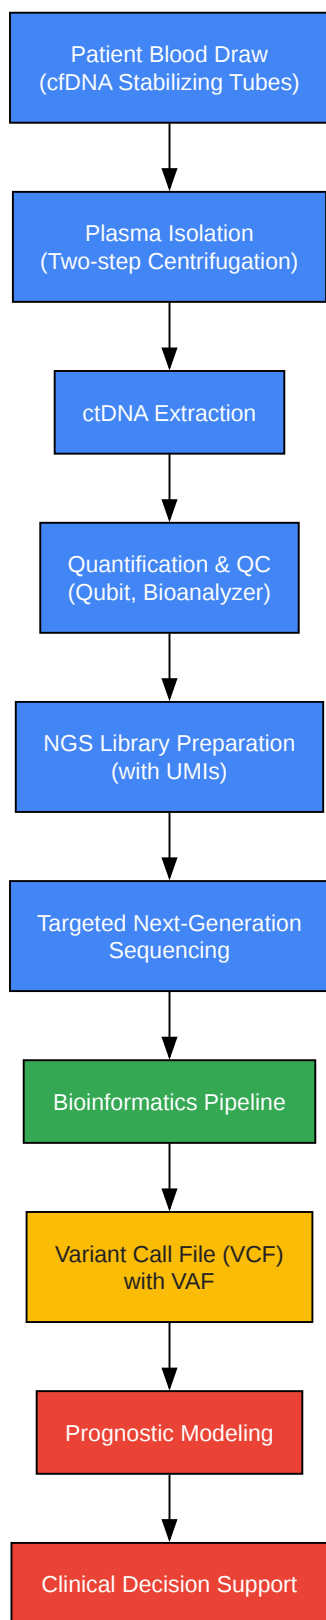 Patient Blood Draw
(cfDNA Stabilizing Tubes)
Plasma Isolation
(Two-step Centrifugation)
ctDNA Extraction
Quantification & QC
(Qubit, Bioanalyzer)
NGS Library Preparation
(with UMIs)
Targeted Next-Generation
Sequencing
Bioinformatics Pipeline
Variant Call File (VCF)
with VAF
Prognostic Modeling
Clinical Decision Support